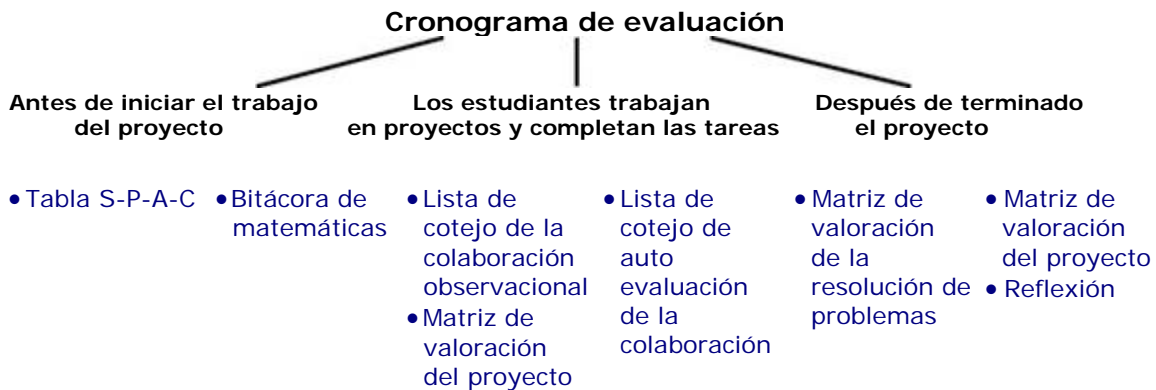 Cronograma de evaluación
Antes de iniciar el trabajo
del proyecto
Los estudiantes trabajan
en proyectos y completan las tareas
Después de terminado
el proyecto
• Tabla S-P-A-C
• Bitácora de
matemáticas
• Lista de
cotejo de la
colaboración
observacional
• Matriz de
valoración
del proyecto
• Lista de
cotejo de
auto
evaluación
de la
colaboración
• Matriz de
valoración
de la
resolución de
problemas
• Matriz de
valoración
del proyecto
• Reflexión